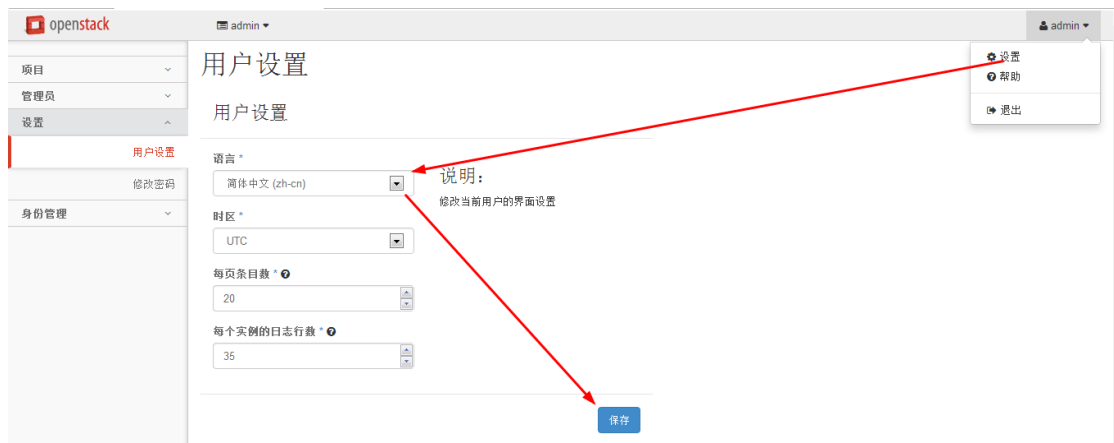 openstack
admin
admin
设置
帮助
退出
项目
管理员
设置
用户设置
修改密码
身份管理
用户设置
用户设置
语言 *
简体中文 (zh-cn)
时区 *
UTC
每页条目数 *
20
每个实例的日志行数 *
35
说明：
修改当前用户的界面设置
保存